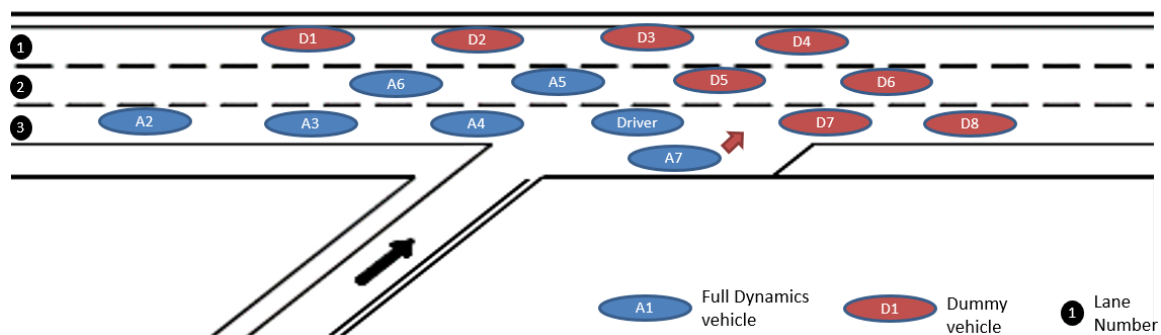 1 D1 D2 D3 D4
2 A6 A5 D5 D6
3 A2 A3 A4 Driver D7 D8
A7
A1 Full Dynamics
vehicle
D1 Dummy
vehicle
1 Lane
Number